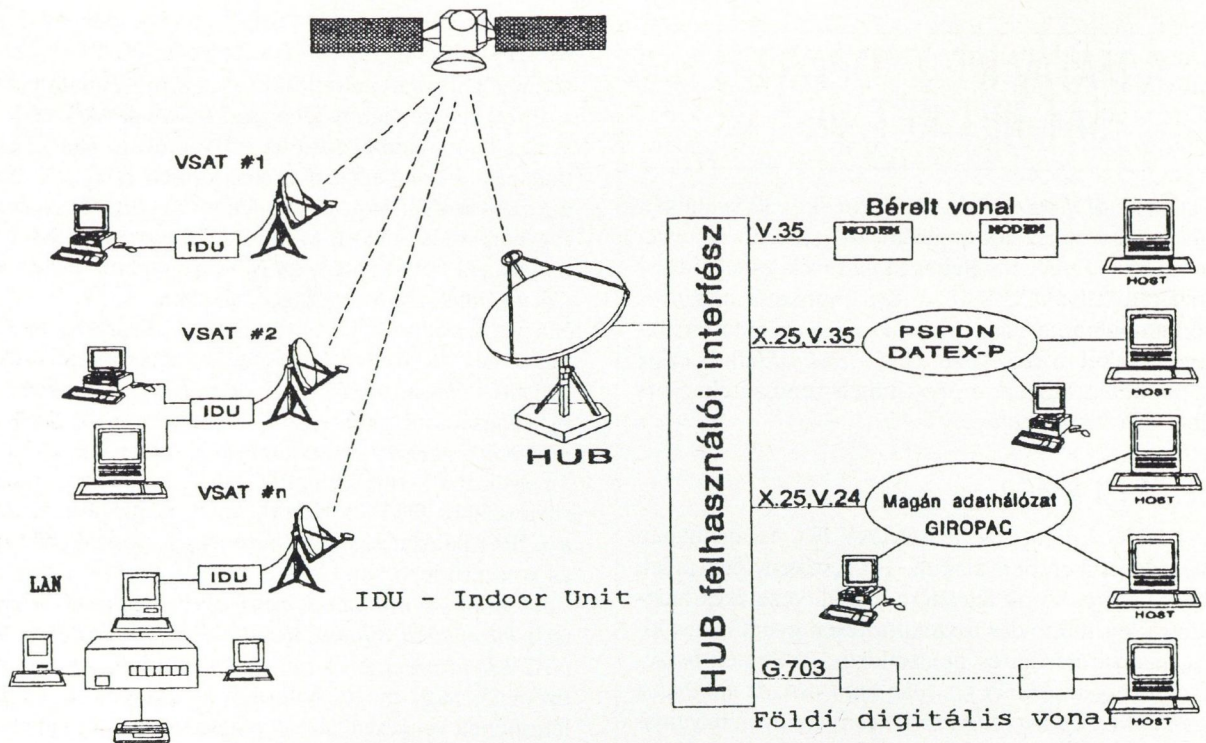 VSAT #1
IDU
VSAT #2
IDU
VSAT #n
IDU
LAN
IDU - Indoor Unit
HUB
HUB felhasználói interfész
Bérelt vonal
V.35
MODEM
MODEM
HOST
X.25,V.35
PSPDN
DATEX-P
HOST
X.25,V.24
Magán adathálózat
GIROPAC
HOST
HOST
G.703
Földi digitális vonal
HOST